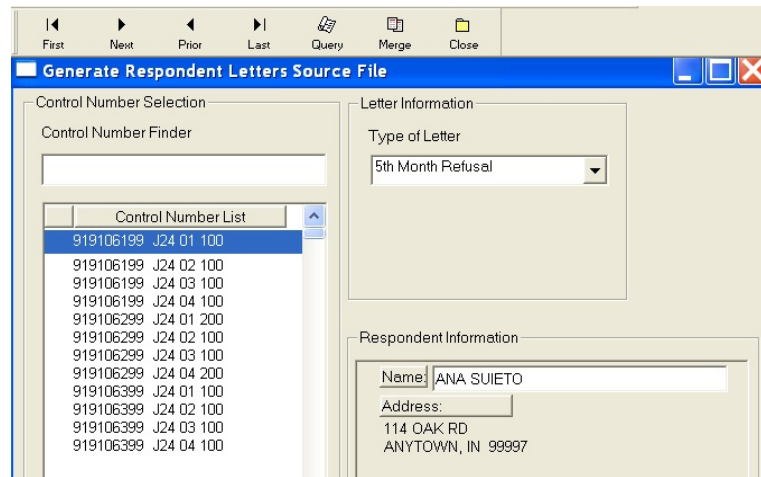 First Next Prior Last Query Merge Close
Generate Respondent Letters Source File
Control Number Selection
Control Number Finder
Control Number List
919106199 J24 01 100
919106199 J24 02 100
919106199 J24 03 100
919106199 J24 04 100
919106299 J24 01 200
919106299 J24 02 100
919106299 J24 03 100
919106299 J24 04 200
919106399 J24 01 100
919106399 J24 02 100
919106399 J24 03 100
919106399 J24 04 100
Letter Information
Type of Letter
5th Month Refusal
Respondent Information
Name: ANA SUIETO
Address:
114 OAK RD
ANYTOWN, IN 99997